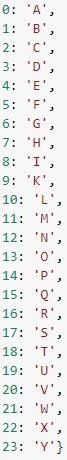 0: 'A',
1: 'B',
2: 'C',
3: 'D',
4: 'E',
5: 'F',
6: 'G',
7: 'H',
8: 'I',
9: 'K',
10: 'L',
11: 'M',
12: 'N',
13: 'O',
14: 'P',
15: 'Q',
16: 'R',
17: 'S',
18: 'T',
19: 'U',
20: 'V',
21: 'W',
22: 'X',
23: 'Y'}